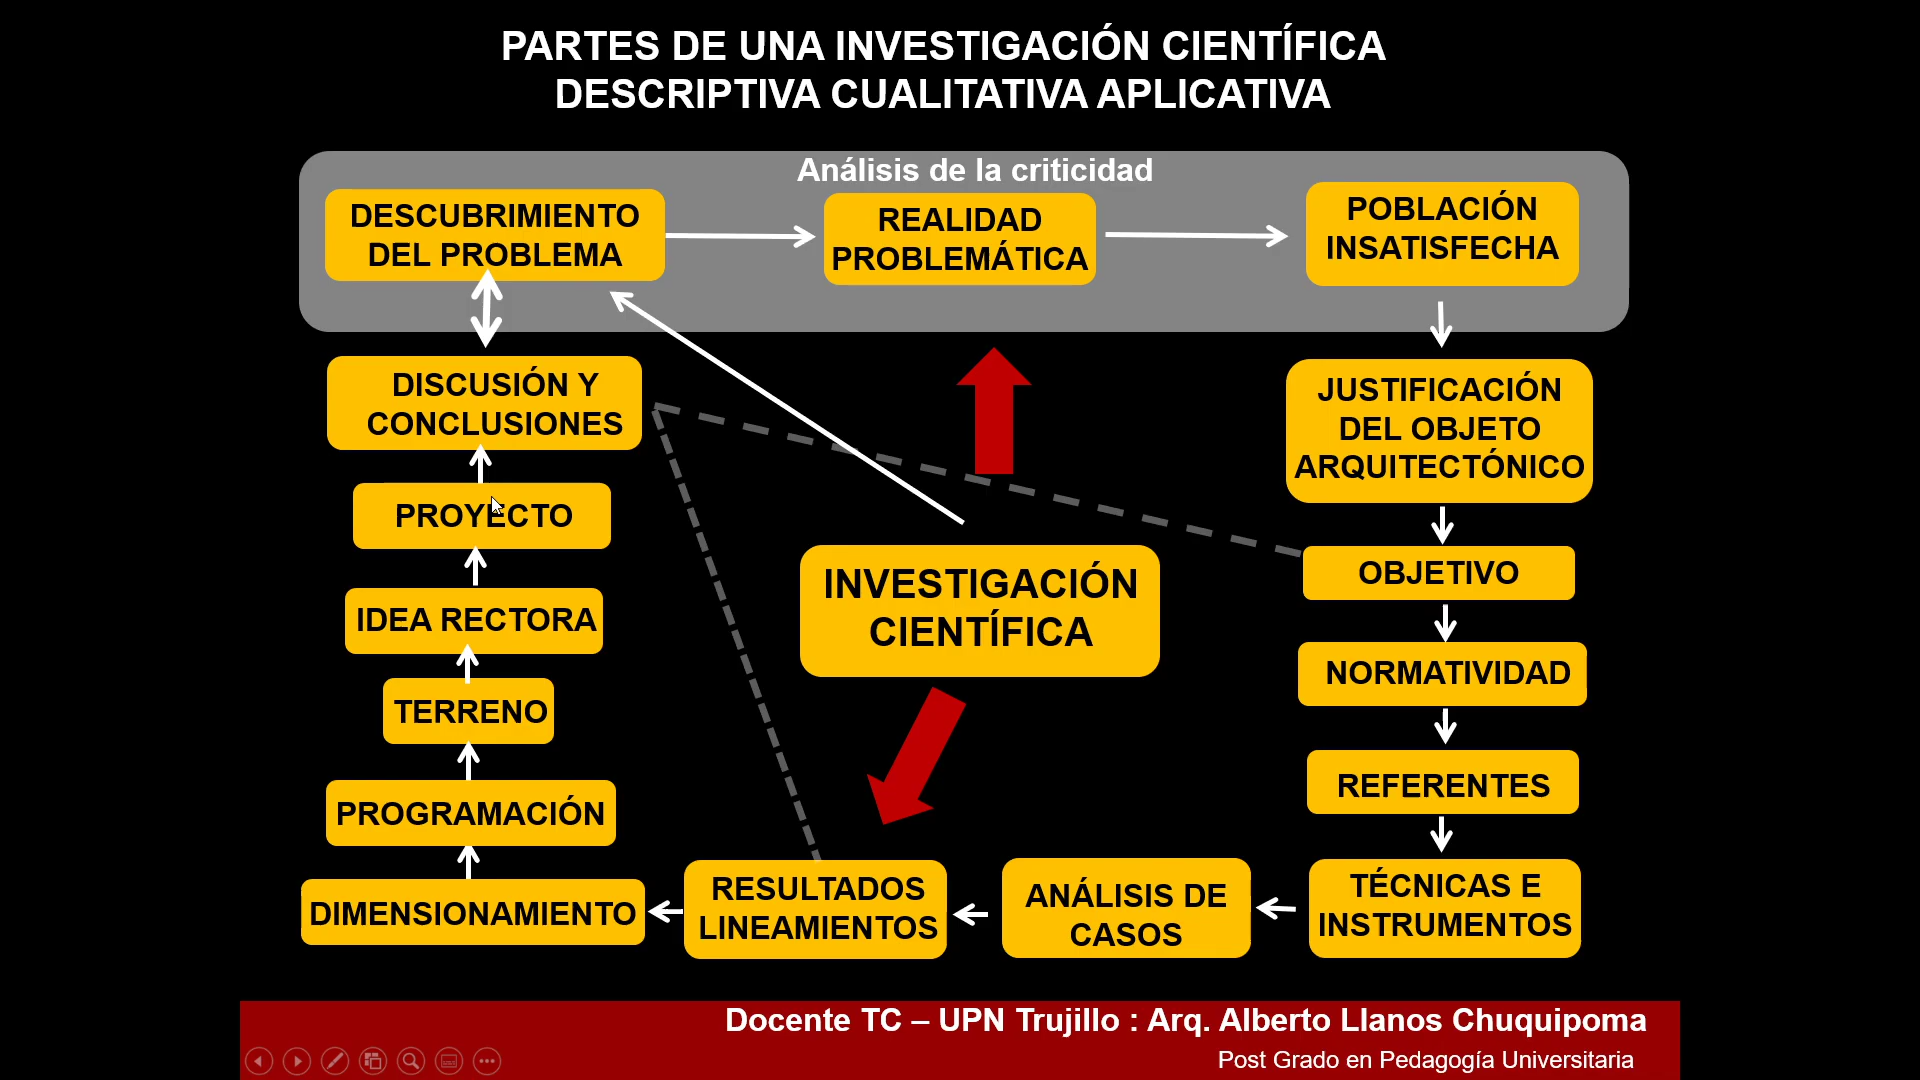 PARTES DE UNA INVESTIGACIÓN CIENTÍFICA
DESCRIPTIVA CUALITATIVA APLICATIVA
Análisis de la criticidad
DESCUBRIMIENTO
DEL PROBLEMA
REALIDAD
PROBLEMÁTICA
POBLACIÓN
INSATISFECHA
JUSTIFICACIÓN
DEL OBJETO
ARQUITECTÓNICO
OBJETIVO
NORMATIVIDAD
REFERENTES
TÉCNICAS E
INSTRUMENTOS
ANÁLISIS DE
CASOS
RESULTADOS
LINEAMIENTOS
DIMENSIONAMIENTO
PROGRAMACIÓN
TERRENO
IDEA RECTORA
PROYECTO
DISCUSIÓN Y
CONCLUSIONES
INVESTIGACIÓN
CIENTÍFICA
Docente TC – UPN Trujillo : Arq. Alberto Llanos Chuquipoma
Post Grado en Pedagogía Universitaria